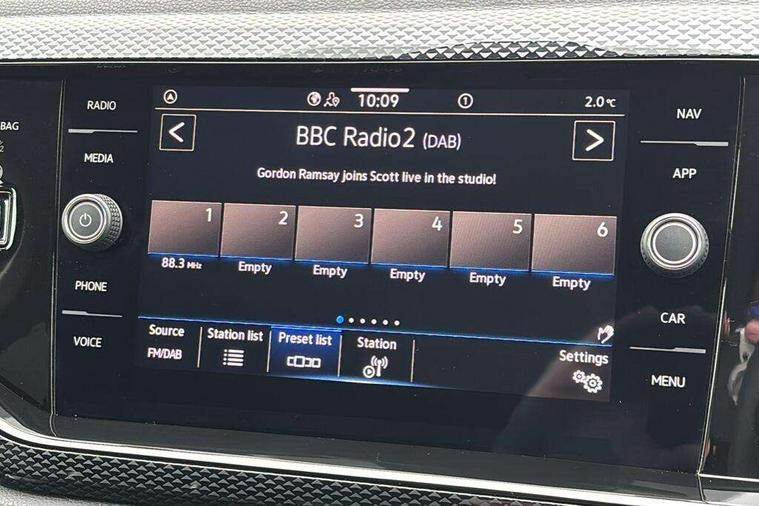 RADIO
MEDIA
PHONE
VOICE
BAG
10:09
1
2.0°C
BBC Radio2 (DAB)
Gordon Ramsay joins Scott live in the studio!
1 2 3 4 5 6
88.3 MHz Empty Empty Empty Empty Empty
Source Station list Preset list Station Settings
FM/DAB
NAV
APP
CAR
MENU